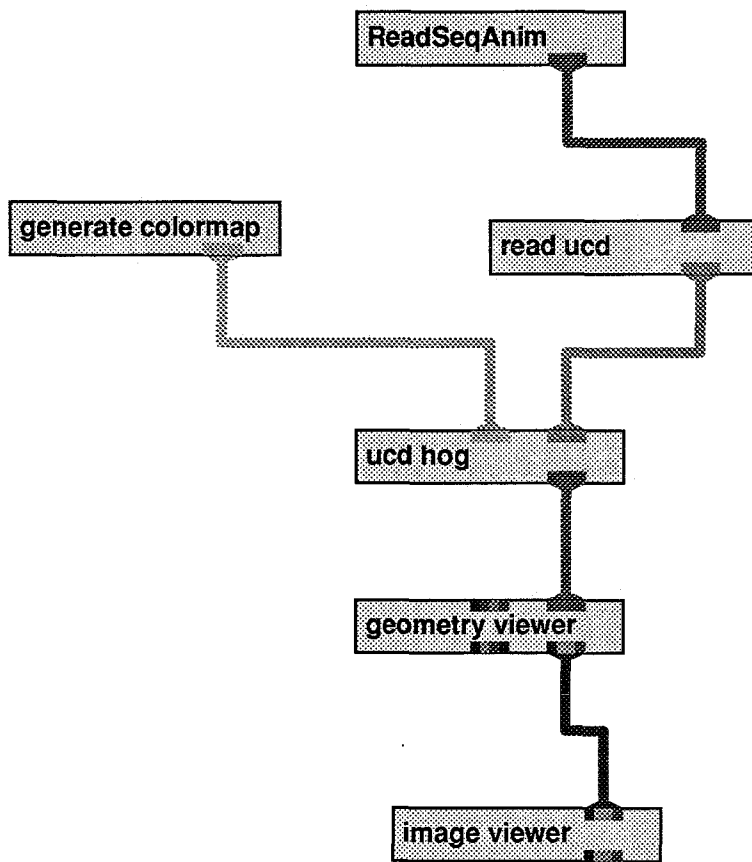 ReadSeqAnim
generate colormap
read ucd
ucd hog
geometry viewer
image viewer